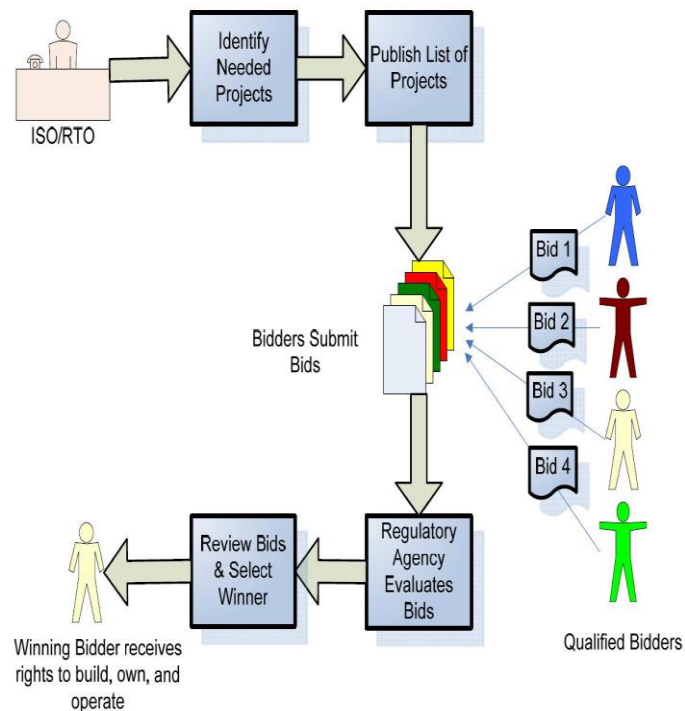 ISO/RTO
Identify
Needed
Projects
Publish List of
Projects
Bidders Submit
Bids
Bid 1
Bid 2
Bid 3
Bid 4
Qualified Bidders
Regulatory
Agency
Evaluates
Bids
Review Bids
& Select
Winner
Winning Bidder receives
rights to build, own, and
operate